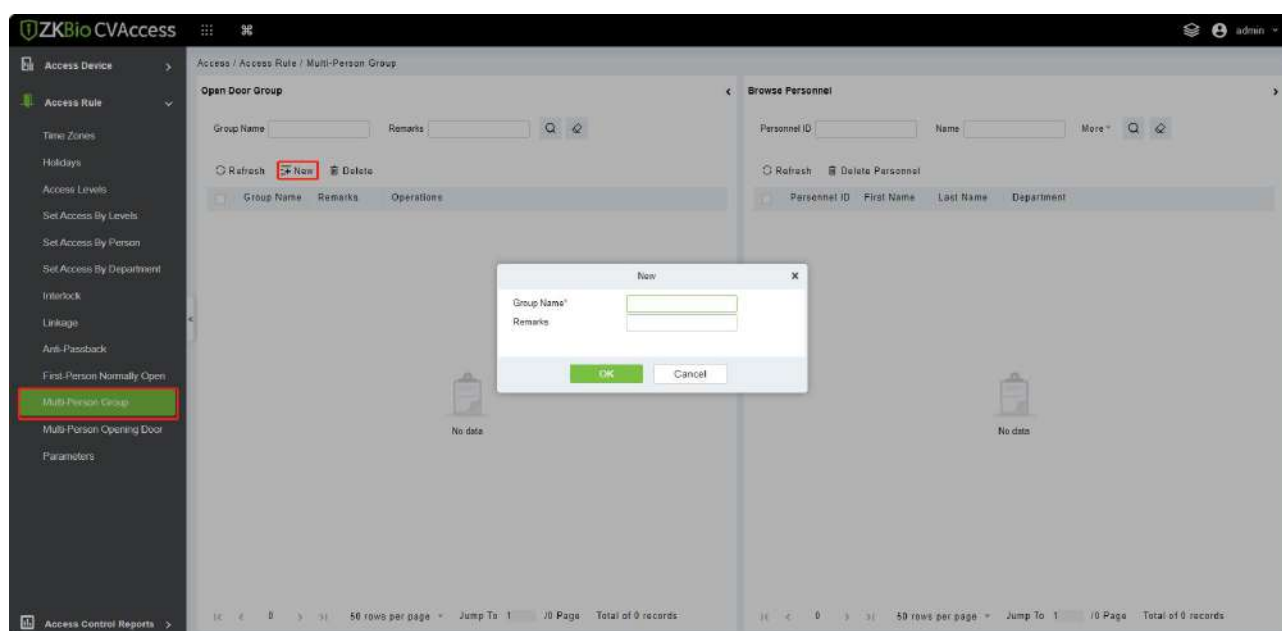 ZKBio CVAccess
admin
Access Device
Access Rule
Time Zones
Holidays
Access Levels
Set Access By Levels
Set Access By Person
Set Access By Department
Interlock
Linkage
Anti-Passback
First-Person Normally Open
Multi-Person Group
Multi-Person Opening Door
Parameters
Access Control Reports
Access / Access Rule / Multi-Person Group
Open Door Group
Group Name Remarks
Refresh New Delete
Group Name Remarks Operations
No data
0 50 rows per page Jump To 1 /0 Page Total of 0 records
Browse Personnel
Personnel ID Name More
Refresh Delete Personnel
Personnel ID First Name Last Name Department
No data
0 50 rows per page Jump To 1 /0 Page Total of 0 records
New X
Group Name*
Remarks
OK Cancel